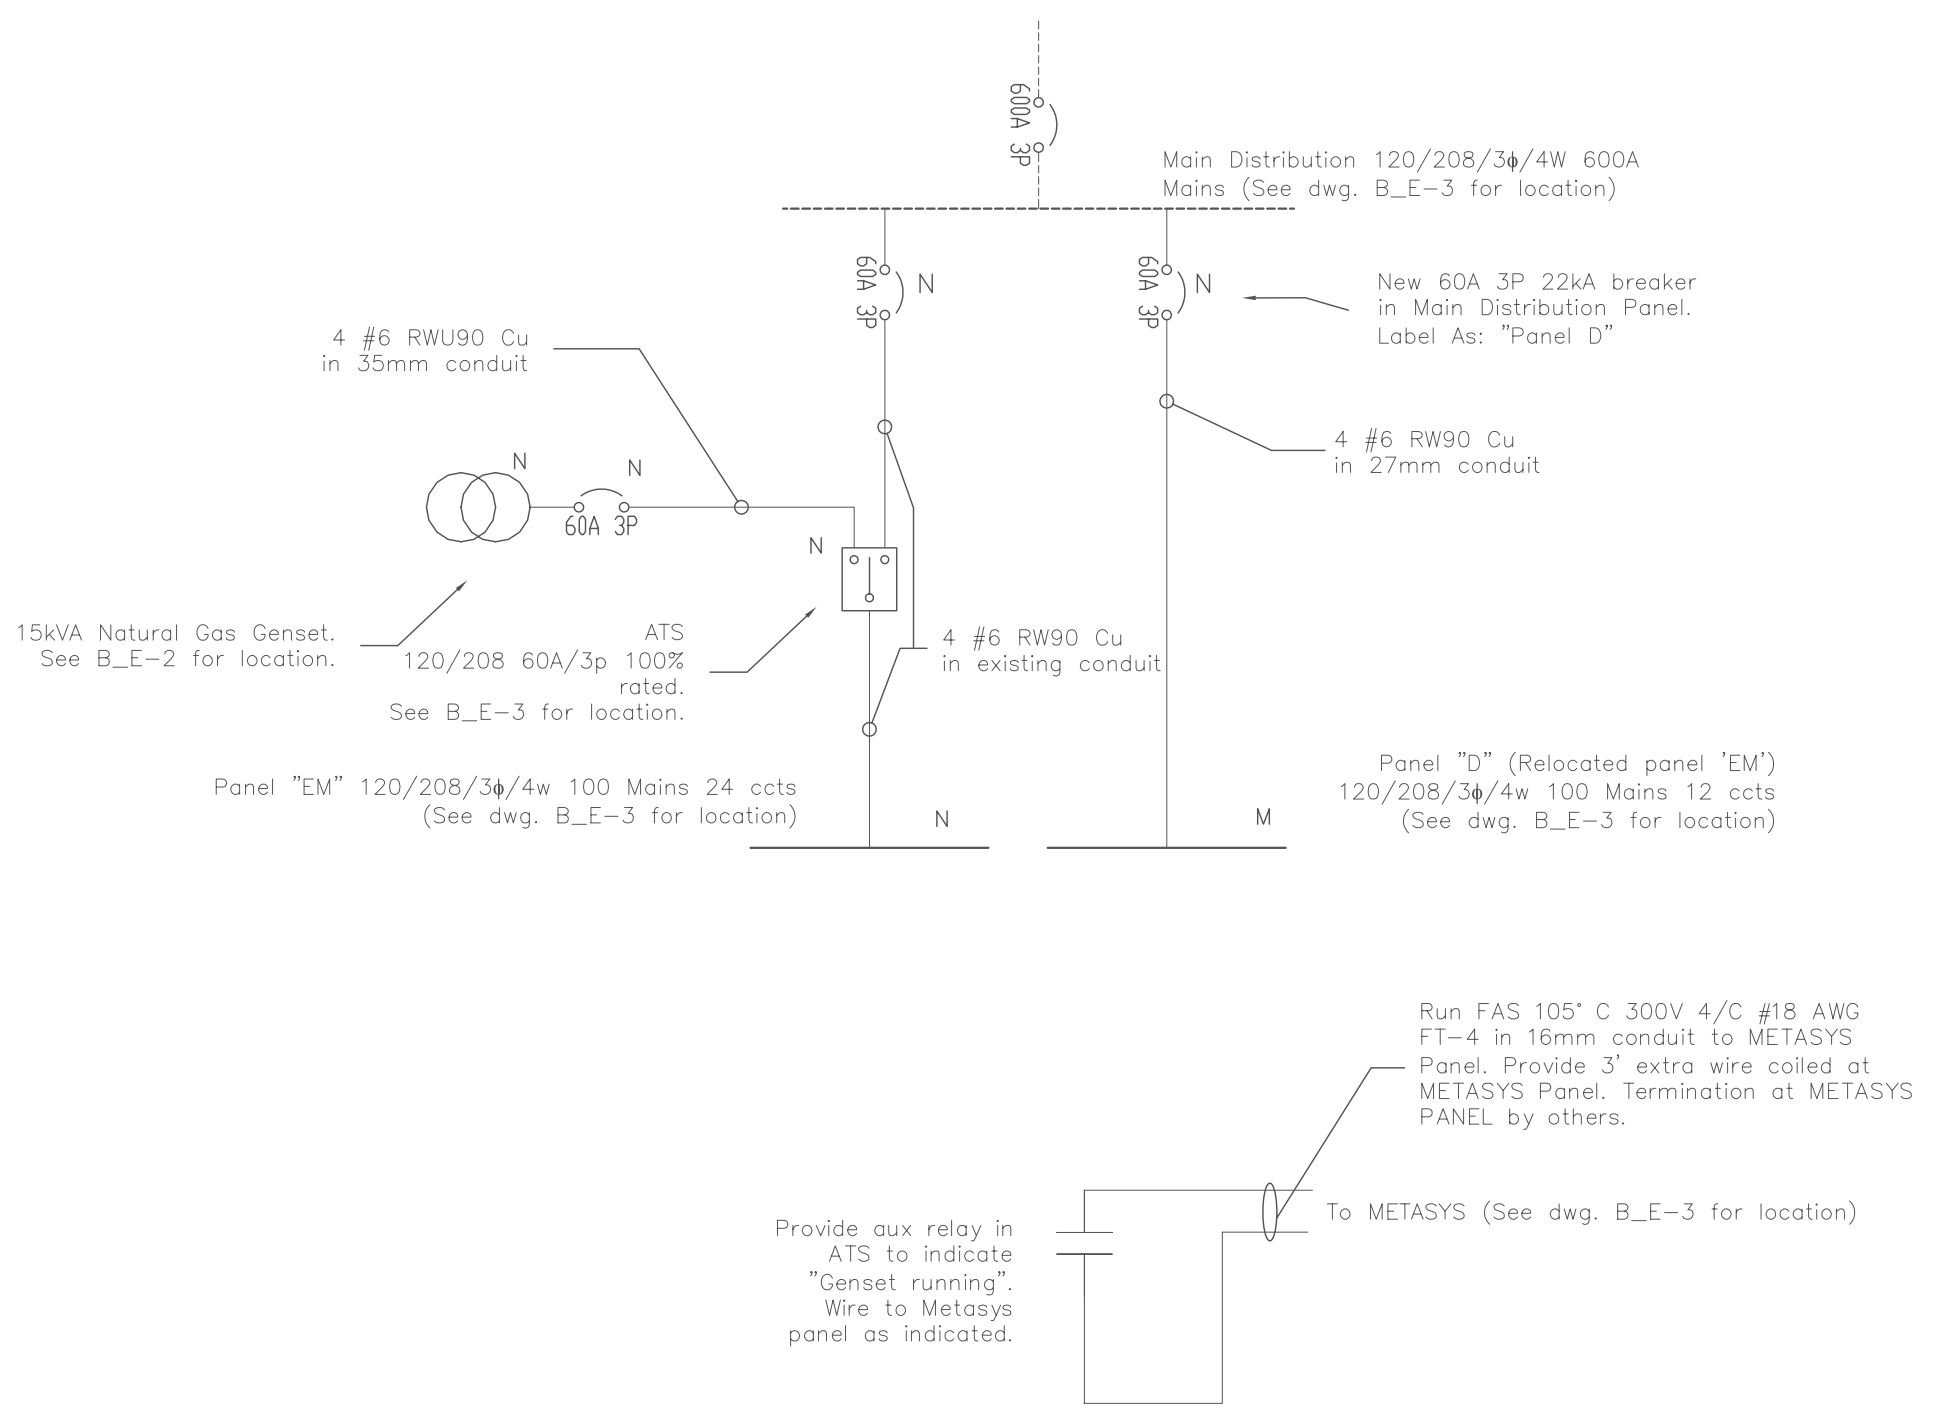 600A 3P
Main Distribution 120/208/3ϕ/4W 600A
Mains (See dwg. B_E-3 for location)
60A 3P
N
60A 3P
N
New 60A 3P 22kA breaker
in Main Distribution Panel.
Label As: "Panel D"
4 #6 RWU90 Cu
in 35mm conduit
4 #6 RW90 Cu
in 27mm conduit
N
N
60A 3P
N
15kVA Natural Gas Genset.
See B_E-2 for location.
ATS
120/208 60A/3p 100%
rated.
See B_E-3 for location.
4 #6 RW90 Cu
in existing conduit
Panel "EM" 120/208/3ϕ/4w 100 Mains 24 ccts
(See dwg. B_E-3 for location)
N
M
Panel "D" (Relocated panel 'EM')
120/208/3ϕ/4w 100 Mains 12 ccts
(See dwg. B_E-3 for location)
Run FAS 105° C 300V 4/C #18 AWG
FT-4 in 16mm conduit to METASYS
Panel. Provide 3' extra wire coiled at
METASYS Panel. Termination at METASYS
PANEL by others.
To METASYS (See dwg. B_E-3 for location)
Provide aux relay in
ATS to indicate
"Genset running".
Wire to Metasys
panel as indicated.